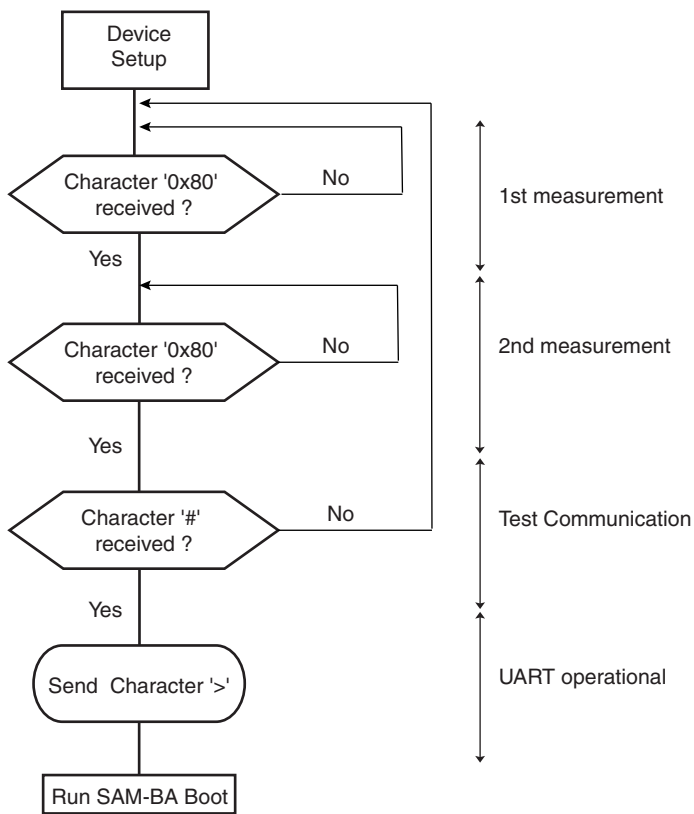 Device
Setup
Character '0x80'
received ?
No
1st measurement
Yes
Character '0x80'
received ?
No
2nd measurement
Yes
Character '#'
received ?
No
Test Communication
Yes
Send Character '>'
UART operational
Run SAM-BA Boot